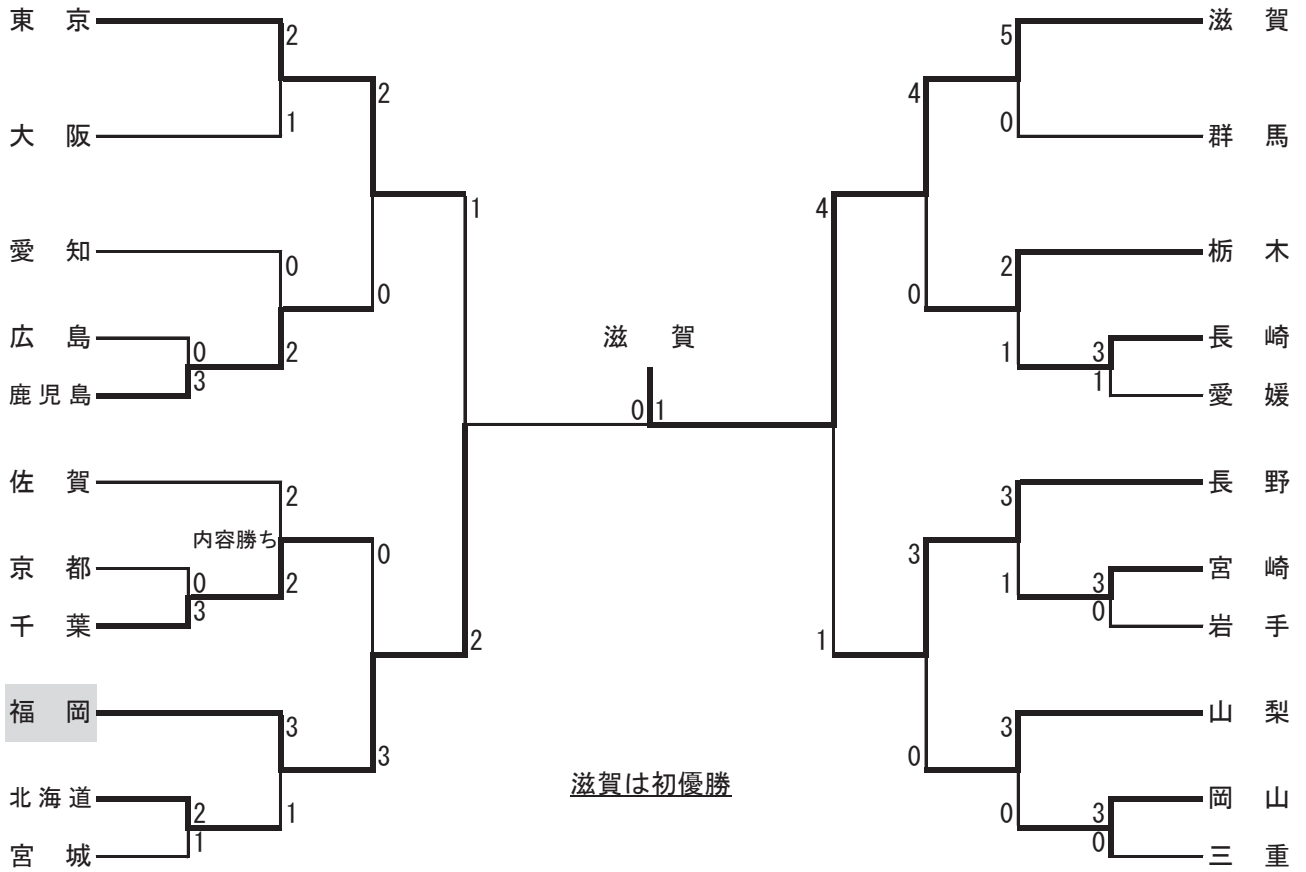 東 京
2
2
1
大 阪
1
愛 知
0
0
広 島
0
2
鹿児島
3
佐 賀
2
内容勝ち
0
京 都
0
2
千 葉
3
2
福 岡
3
3
北海道
2
1
宮 城
1
滋 賀
0 1
滋賀は初優勝
5
滋 賀
4
0
群 馬
4
2
栃 木
0
1
3
長 崎
1
愛 媛
3
長 野
3
1
3
宮 崎
0
岩 手
1
3
山 梨
0
0
3
岡 山
0
三 重